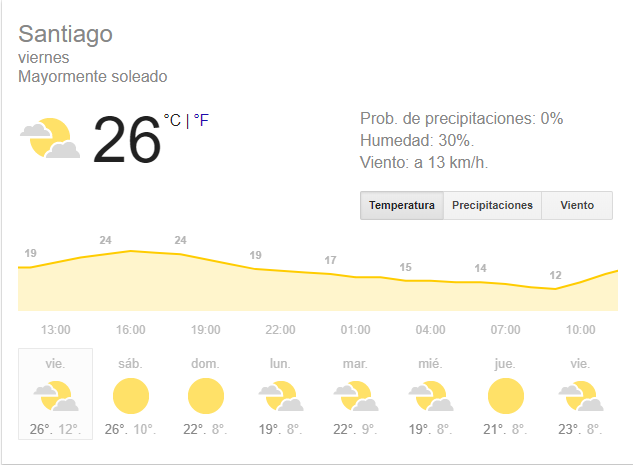 Santiago
viernes
Mayormente soleado
26 °C | °F
Prob. de precipitaciones: 0%
Humedad: 30%.
Viento: a 13 km/h.
Temperatura Precipitaciones Viento
19 24 24 19 17 15 14 12
13:00 16:00 19:00 22:00 01:00 04:00 07:00 10:00
vie. sáb. dom. lun. mar. mié. jue. vie.
26°. 12°. 26°. 10°. 22°. 8°. 19°. 8°. 22°. 9°. 19°. 8°. 21°. 8°. 23°. 8°.